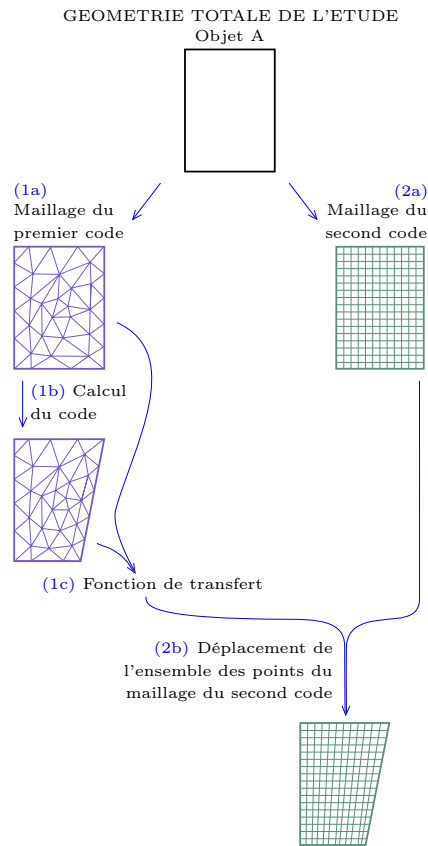 GEOMETRIE TOTALE DE L'ETUDE
Objet A
(1a)
Maillage du
premier code
(2a)
Maillage du
second code
(1b) Calcul
du code
(1c) Fonction de transfert
(2b) Déplacement de
l'ensemble des points du
maillage du second code